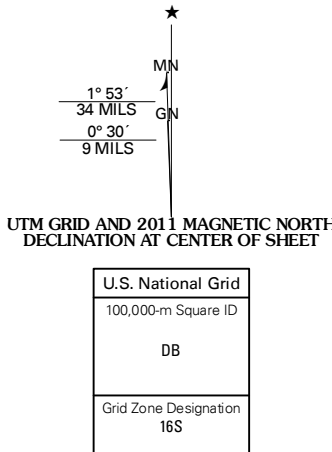 MN
1° 53´
34 MILS
GN
0° 30´
9 MILS
UTM GRID AND 2011 MAGNETIC NORTH
DECLINATION AT CENTER OF SHEET
U.S. National Grid
100,000-m Square ID
DB
Grid Zone Designation
16S